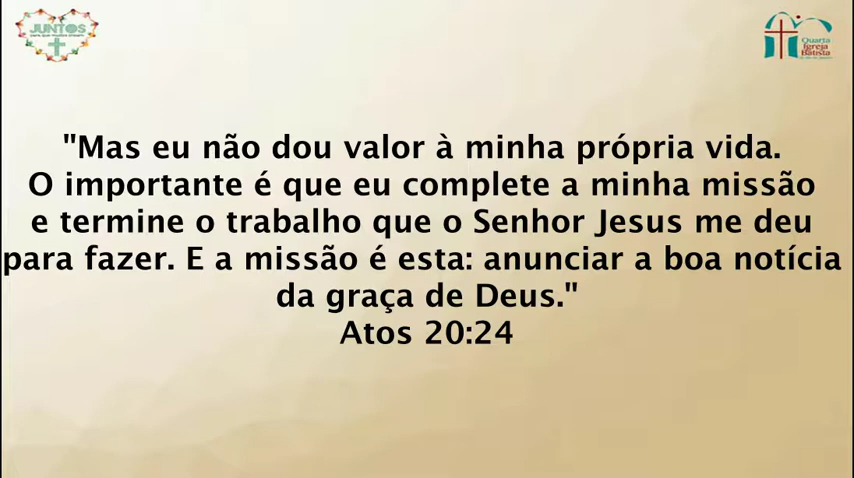 JUNTOS
Quarta
Igreja
Batista
"Mas eu não dou valor à minha própria vida.
O importante é que eu complete a minha missão
e termine o trabalho que o Senhor Jesus me deu
para fazer. E a missão é esta: anunciar a boa notícia
da graça de Deus."
Atos 20:24